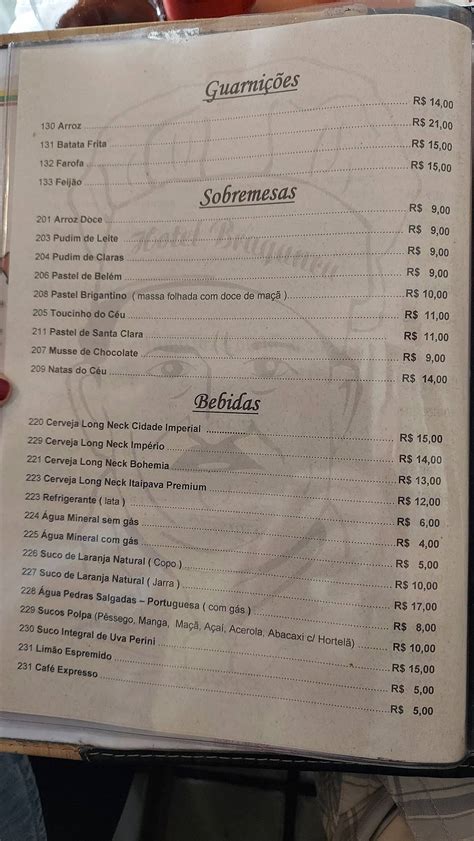 Guarnições
130 Arroz R$ 14,00
131 Batata Frita R$ 21,00
132 Farofa R$ 15,00
133 Feijão R$ 15,00
Sobremesas
201 Arroz Doce R$ 9,00
203 Pudim de Leite R$ 9,00
204 Pudim de Claras R$ 9,00
206 Pastel de Belém R$ 9,00
208 Pastel Brigantino ( massa folhada com doce de maçã ) R$ 10,00
205 Toucinho do Céu R$ 11,00
211 Pastel de Santa Clara R$ 11,00
207 Musse de Chocolate R$ 9,00
209 Natas do Céu R$ 14,00
Hotel
Bebidas
220 Cerveja Long Neck Cidade Imperial R$ 15,00
229 Cerveja Long Neck Império R$ 14,00
221 Cerveja Long Neck Bohemia R$ 13,00
223 Cerveja Long Neck Itaipava Premium R$ 12,00
223 Refrigerante ( lata ) R$ 6,00
224 Água Mineral sem gás R$ 4,00
225 Água Mineral com gás R$ 5,00
226 Suco de Laranja Natural ( Copo ) R$ 10,00
227 Suco de Laranja Natural ( Jarra ) R$ 17,00
228 Água Pedras Salgadas – Portuguesa ( com gás ) R$ 8,00
229 Sucos Polpa (Pêssego, Manga, Maçã, Açaí, Acerola, Abacaxi c/ Hortelã) R$ 10,00
230 Suco Integral de Uva Perini R$ 15,00
231 Limão Espremido R$ 5,00
231 Café Expresso R$ 5,00